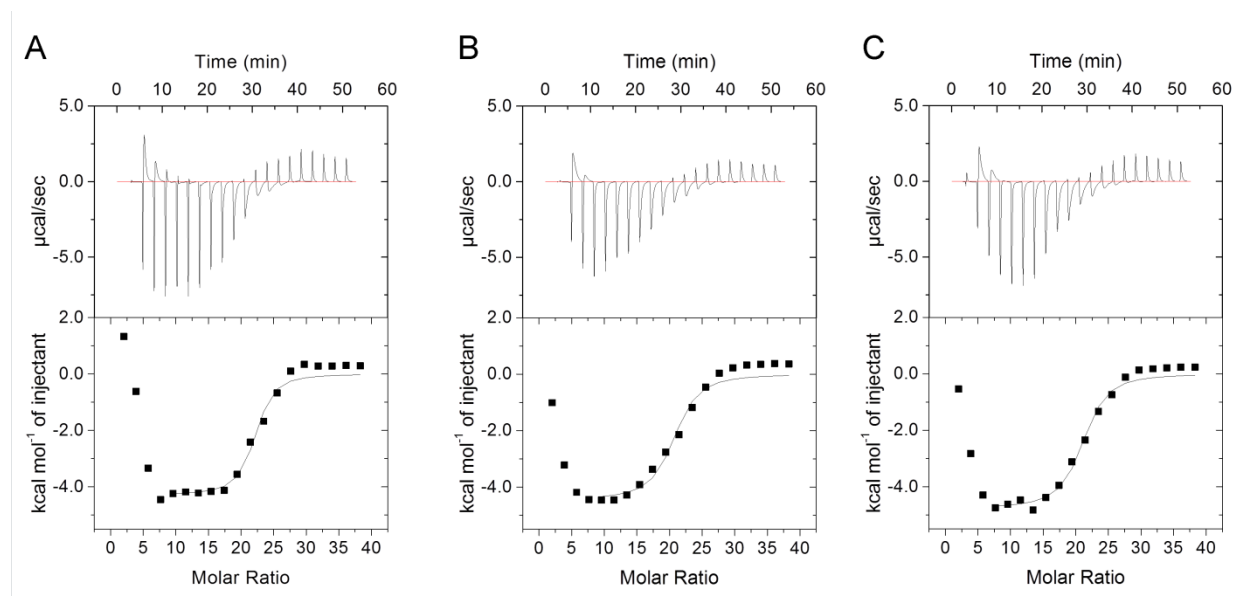 A
Time (min)
0 10 20 30 40 50 60
5.0
0.0
-5.0
µcal/sec
2.0
0.0
-2.0
-4.0
kcal mol⁻¹ of injectant
0 5 10 15 20 25 30 35 40
Molar Ratio
B
Time (min)
0 10 20 30 40 50 60
5.0
0.0
-5.0
µcal/sec
2.0
0.0
-2.0
-4.0
kcal mol⁻¹ of injectant
0 5 10 15 20 25 30 35 40
Molar Ratio
C
Time (min)
0 10 20 30 40 50 60
5.0
0.0
-5.0
µcal/sec
2.0
0.0
-2.0
-4.0
kcal mol⁻¹ of injectant
0 5 10 15 20 25 30 35 40
Molar Ratio